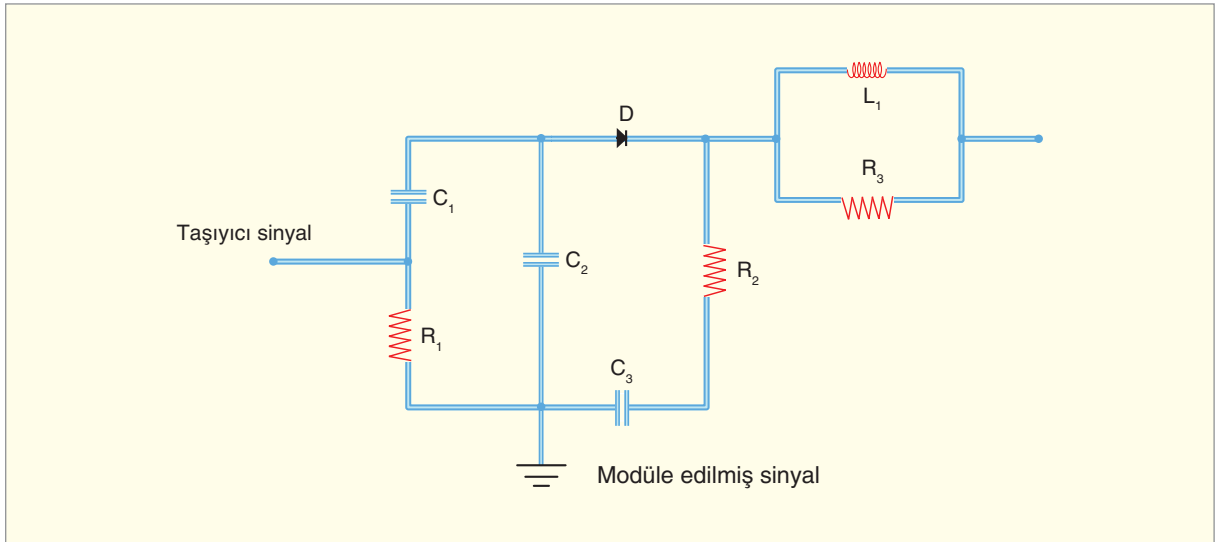 L₁
D
R₃
C₁
Taşıyıcı sinyal
C₂
R₂
R₁
C₃
Modüle edilmiş sinyal